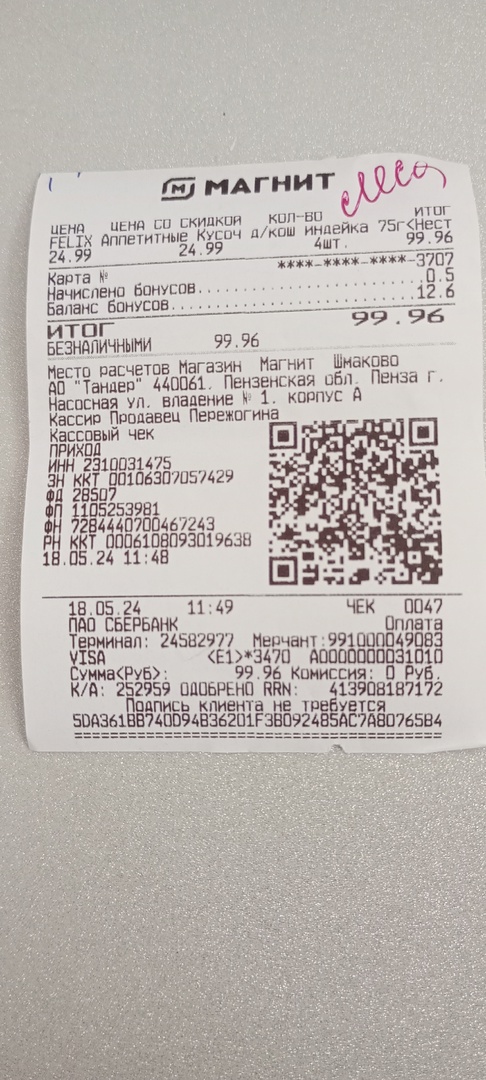 МАГНИТ
ЦЕНА ЦЕНА СО СКИДКОЙ КОЛ-ВО ИТОГ
FELIX Аппетитные Кусоч д/кош индейка 75г<Нест
24.99 24.99 4шт. 99.96
Карта № ****-****-****-3707
Начислено бонусов.........................0.5
Баланс бонусов...........................12.6
ИТОГ 99.96
БЕЗНАЛИЧНЫМИ 99.96
Место расчетов Магазин Магнит Шмаково
АО "Тандер" 440061. Пензенская обл. Пенза г.
Насосная ул. владение № 1. корпус А
Кассир Продавец Пережогина
Кассовый чек
ПРИХОД
ИНН 2310031475
ЗН ККТ 00106307057429
ФД 28507
ФП 1105253981
ФН 7284440700467243
РН ККТ 0006108093019638
18.05.24 11:48
18.05.24 11:49 ЧЕК 0047
ПАО СБЕРБАНК Оплата
Терминал: 24582977 Мерчант:991000049083
VISA <E1>*3470 A0000000031010
Сумма<Руб>: 99.96 Комиссия: 0 Руб.
К/А: 252959 ОДОБРЕНО RRN: 413908187172
Подпись клиента не требуется
5DA361BB740D94B36201F3B092485AC7A80765B4
========================================